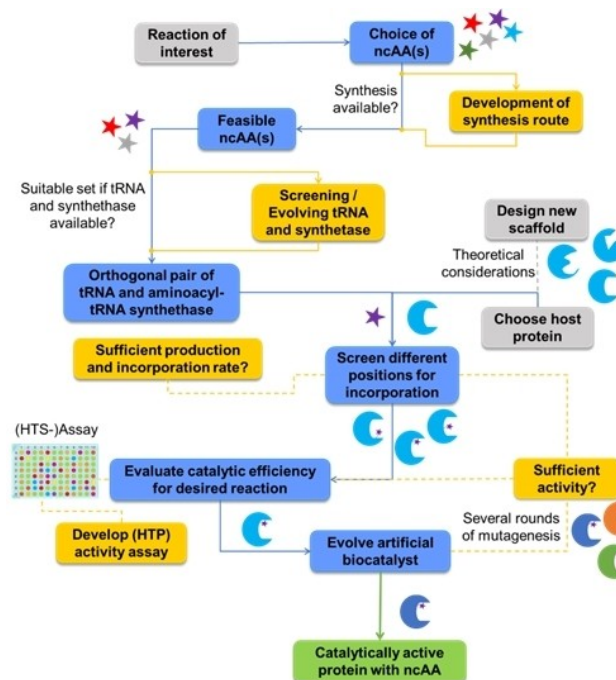 Reaction of
interest
Choice of
ncAA(s)
Synthesis
available?
Development of
synthesis route
Feasible
ncAA(s)
Suitable set if tRNA
and synthethase
available?
Screening /
Evolving tRNA
and synthetase
Design new
scaffold
Theoretical
considerations
Orthogonal pair of
tRNA and aminoacyl-
tRNA synthethase
Choose host
protein
Sufficient production
and incorporation rate?
Screen different
positions for
incorporation
(HTS-)Assay
Evaluate catalytic efficiency
for desired reaction
Sufficient
activity?
Develop (HTP)
activity assay
Several rounds
of mutagenesis
Evolve artificial
biocatalyst
Catalytically active
protein with ncAA